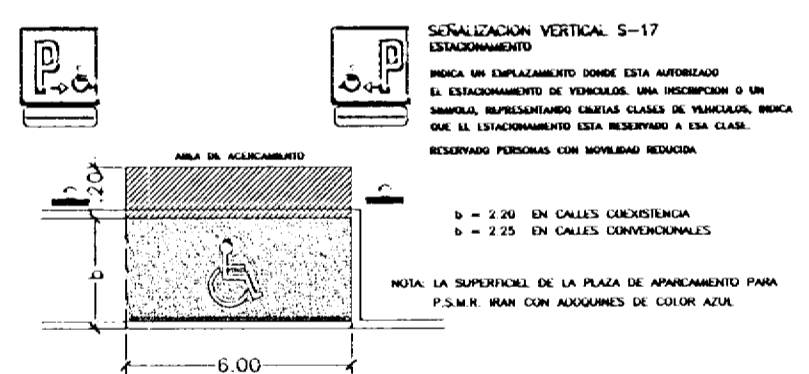 P
P
SEÑALIZACION VERTICAL S-17
ESTACIONAMIENTO
INDICA UN EMPLAZAMIENTO DONDE ESTA AUTORIZADO
EL ESTACIONAMIENTO DE VEHICULOS. UNA INSCRIPCION O UN
SIMBOLO, REPRESENTANDO CIERTAS CLASES DE VEHICULOS, INDICA
QUE EL ESTACIONAMIENTO ESTA RESERVADO A ESA CLASE.
RESERVADO PERSONAS CON MOVILIDAD REDUCIDA
AREA DE ACERCAMIENTO
1.20
b = 2.20 EN CALLES COEXISTENCIA
b = 2.25 EN CALLES CONVENCIONALES
b
NOTA: LA SUPERFICIEL DE LA PLAZA DE APARCAMIENTO PARA
P.S.M.R. IRAN CON ADOQUINES DE COLOR AZUL
6.00